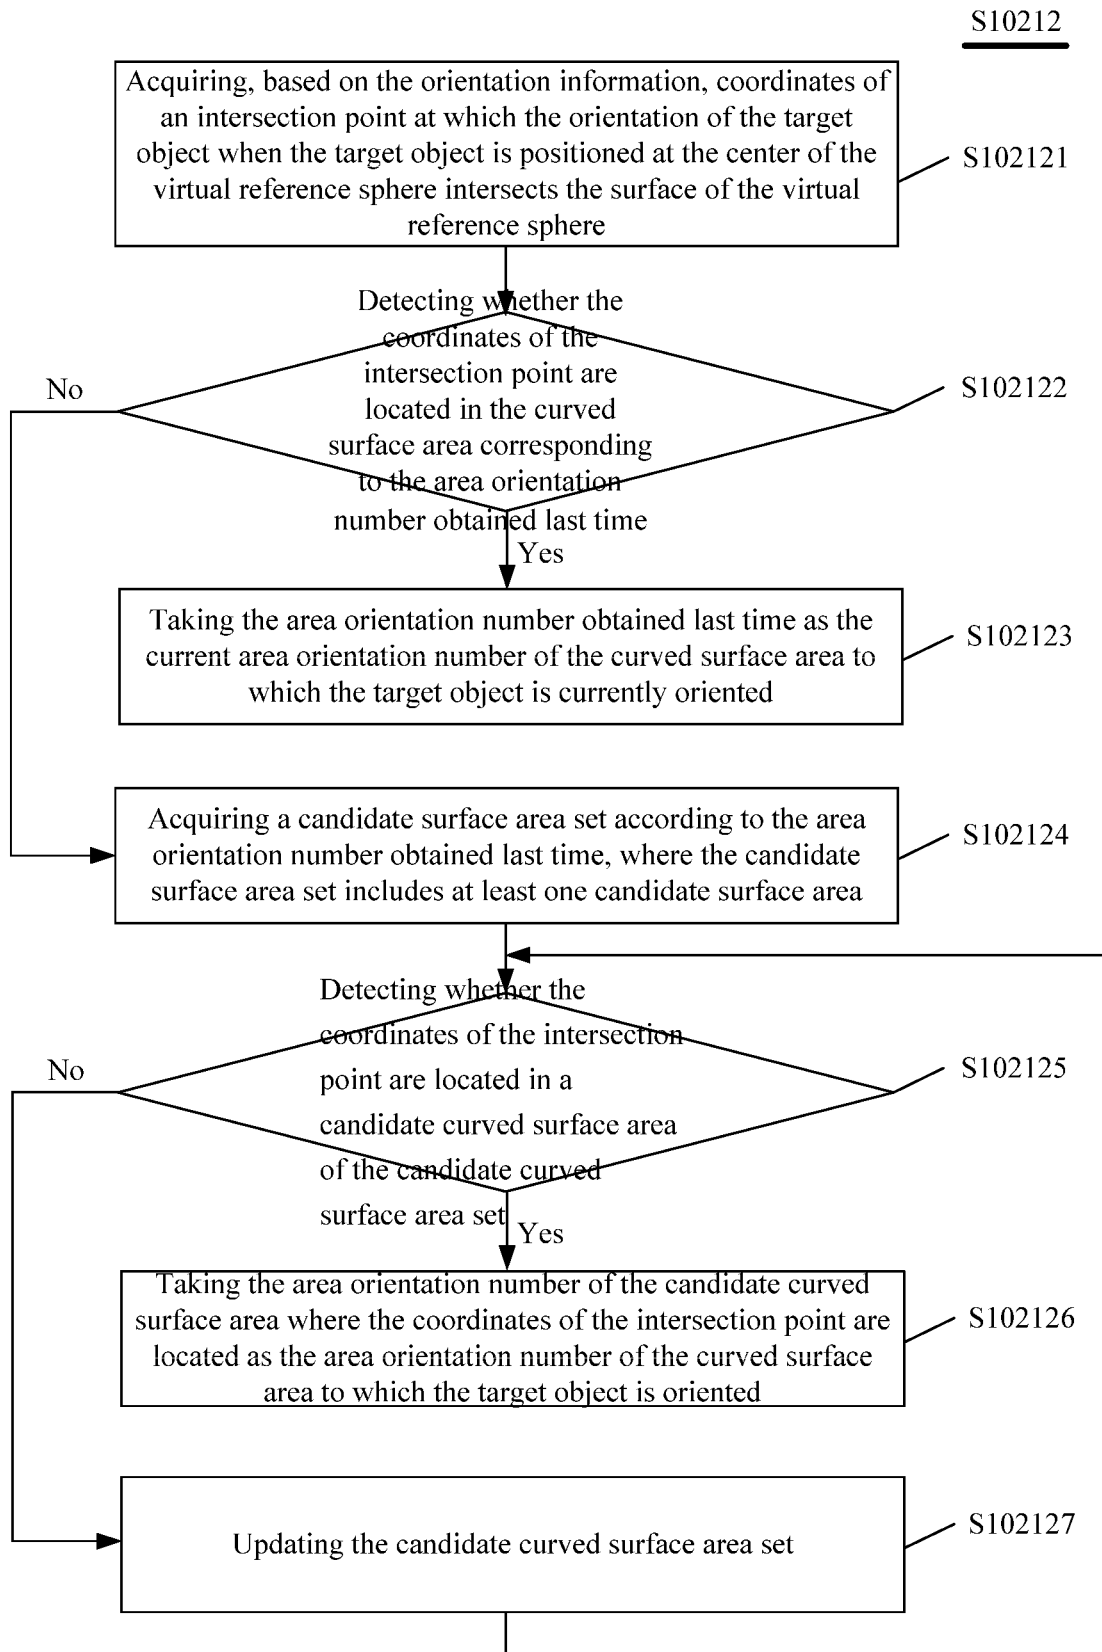 S10212
Acquiring, based on the orientation information, coordinates of
an intersection point at which the orientation of the target
object when the target object is positioned at the center of the
virtual reference sphere intersects the surface of the virtual
reference sphere
S102121
Detecting whether the
coordinates of the
intersection point are
located in the curved
surface area corresponding
to the area orientation
number obtained last time
No
S102122
Yes
Taking the area orientation number obtained last time as the
current area orientation number of the curved surface area to
which the target object is currently oriented
S102123
Acquiring a candidate surface area set according to the area
orientation number obtained last time, where the candidate
surface area set includes at least one candidate surface area
S102124
Detecting whether the
coordinates of the intersection
point are located in a
candidate curved surface area
of the candidate curved
surface area set
No
S102125
Yes
Taking the area orientation number of the candidate curved
surface area where the coordinates of the intersection point are
located as the area orientation number of the curved surface
area to which the target object is oriented
S102126
Updating the candidate curved surface area set
S102127